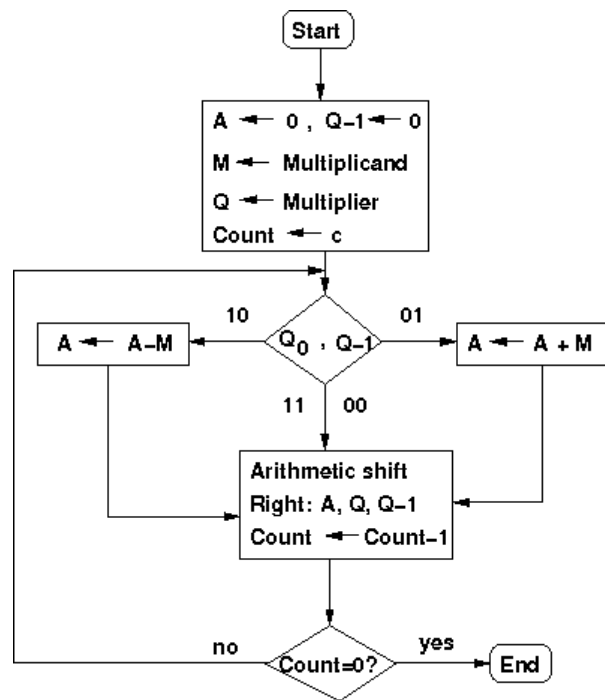 Start
A ← 0 , Q−1 ← 0
M ← Multiplicand
Q ← Multiplier
Count ← c
10
01
A ← A−M
Q0 , Q−1
A ← A + M
11
00
Arithmetic shift
Right: A, Q, Q−1
Count ← Count−1
no
Count=0?
yes
End